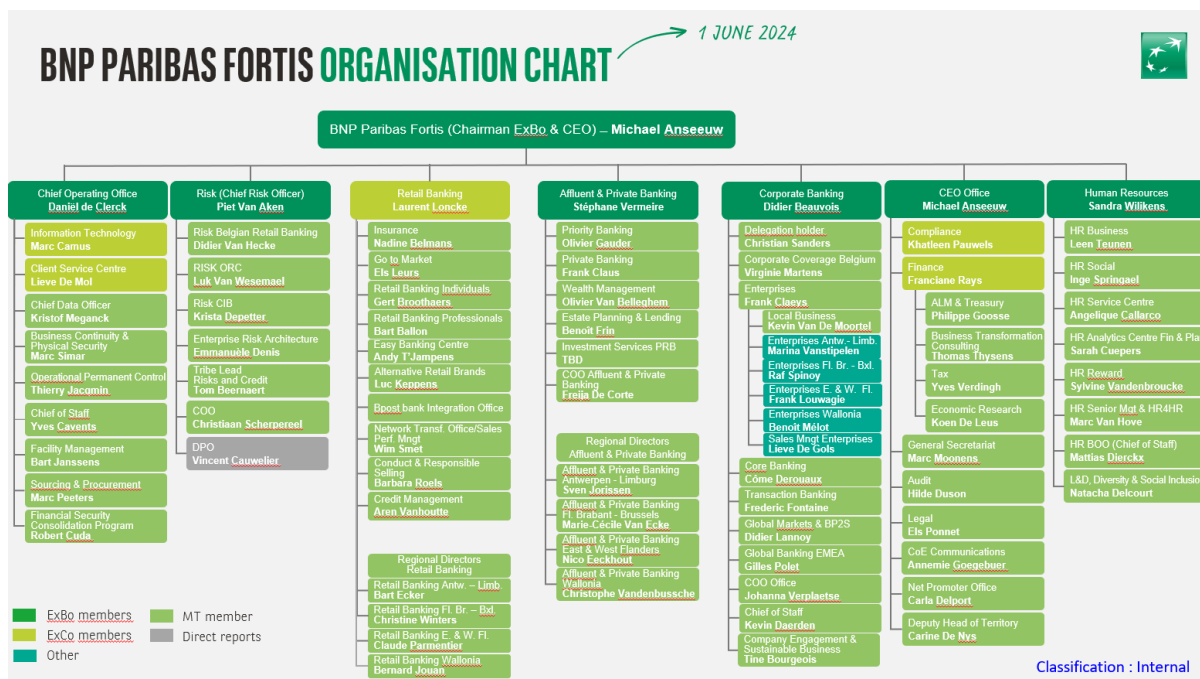 1 JUNE 2024
BNP PARIBAS FORTIS ORGANISATION CHART
BNP Paribas Fortis (Chairman ExBo & CEO) – Michael Anseeuw
Chief Operating Office
Daniël de Clerck
Information Technology
Marc Camus
Client Service Centre
Lieve De Mol
Chief Data Officer
Kristof Meganck
Business Continuity &
Physical Security
Marc Simar
Operational Permanent Control
Thierry Jacqmin
Chief of Staff
Yves Cavents
Facility Management
Bart Janssens
Sourcing & Procurement
Marc Peeters
Financial Security
Consolidation Program
Robert Cuda
Risk (Chief Risk Officer)
Piet Van Aken
Risk Belgian Retail Banking
Didier Van Hecke
RISK ORC
Luk Van Wesemael
Risk CIB
Krista Depetter
Enterprise Risk Architecture
Emmanuèle Denis
Tribe Lead
Risks and Credit
Tom Beernaert
COO
Christiaan Scherpereel
DPO
Vincent Cauwelier
Retail Banking
Laurent Loncke
Insurance
Nadine Belmans
Go to Market
Els Leurs
Retail Banking Individuals
Gert Broothaers
Retail Banking Professionals
Bart Ballon
Easy Banking Centre
Andy T'Jampens
Alternative Retail Brands
Luc Keppens
Bpost bank Integration Office
Network Transf. Office/Sales
Perf. Mngt
Wim Smet
Conduct & Responsible
Selling
Barbara Roels
Credit Management
Aren Vanhoutte
Regional Directors
Retail Banking
Retail Banking Antw. – Limb.
Bart Ecker
Retail Banking Fl. Br. – Bxl.
Christine Winters
Retail Banking E. & W. Fl.
Claude Parmentier
Retail Banking Wallonia
Bernard Jouan
Affluent & Private Banking
Stéphane Vermeire
Priority Banking
Olivier Gauder
Private Banking
Frank Claus
Wealth Management
Olivier Van Belleghem
Estate Planning & Lending
Benoît Frin
Investment Services PRB
TBD
COO Affluent & Private
Banking
Freija De Corte
Regional Directors
Affluent & Private Banking
Affluent & Private Banking
Antwerpen - Limburg
Sven Jorissen
Affluent & Private Banking
Fl. Brabant - Brussels
Marie-Cécile Van Ecke
Affluent & Private Banking
East & West Flanders
Nico Eeckhout
Affluent & Private Banking
Wallonia
Christophe Vandenbussche
Corporate Banking
Didier Beauvois
Delegation holder
Christian Sanders
Corporate Coverage Belgium
Virginie Martens
Enterprises
Frank Claeys
Local Business
Kevin Van De Moortel
Enterprises Antw.- Limb.
Marina Vanstipelen
Enterprises Fl. Br. - Bxl.
Raf Spinoy
Enterprises E. & W. Fl.
Frank Louwagie
Enterprises Wallonia
Benoit Mélot
Sales Mngt Enterprises
Lieve De Gols
Core Banking
Côme Derouaux
Transaction Banking
Frederic Fontaine
Global Markets & BP2S
Didier Lannoy
Global Banking EMEA
Gilles Polet
COO Office
Johanna Verplaetse
Chief of Staff
Kevin Daerden
Company Engagement &
Sustainable Business
Tine Bourgeois
CEO Office
Michael Anseeuw
Compliance
Khatleen Pauwels
Finance
Franciane Rays
ALM & Treasury
Philippe Goosse
Business Transformation
Consulting
Thomas Thysens
Tax
Yves Verdingh
Economic Research
Koen De Leus
General Secretariat
Marc Moonens
Audit
Hilde Duson
Legal
Els Ponnet
CoE Communications
Annemie Goegebuer
Net Promoter Office
Carla Delport
Deputy Head of Territory
Carine De Nys
Human Resources
Sandra Wilikens
HR Business
Leen Teunen
HR Social
Inge Springael
HR Service Centre
Angelique Callarco
HR Analytics Centre Fin & Pla
Sarah Cuepers
HR Reward
Sylvine Vandenbroucke
HR Senior Mgt & HR4HR
Marc Van Hove
HR BOO (Chief of Staff)
Mattias Dierckx
L&D, Diversity & Social Inclusio
Natacha Delcourt
ExBo members
MT member
ExCo members
Direct reports
Other
Classification : Internal